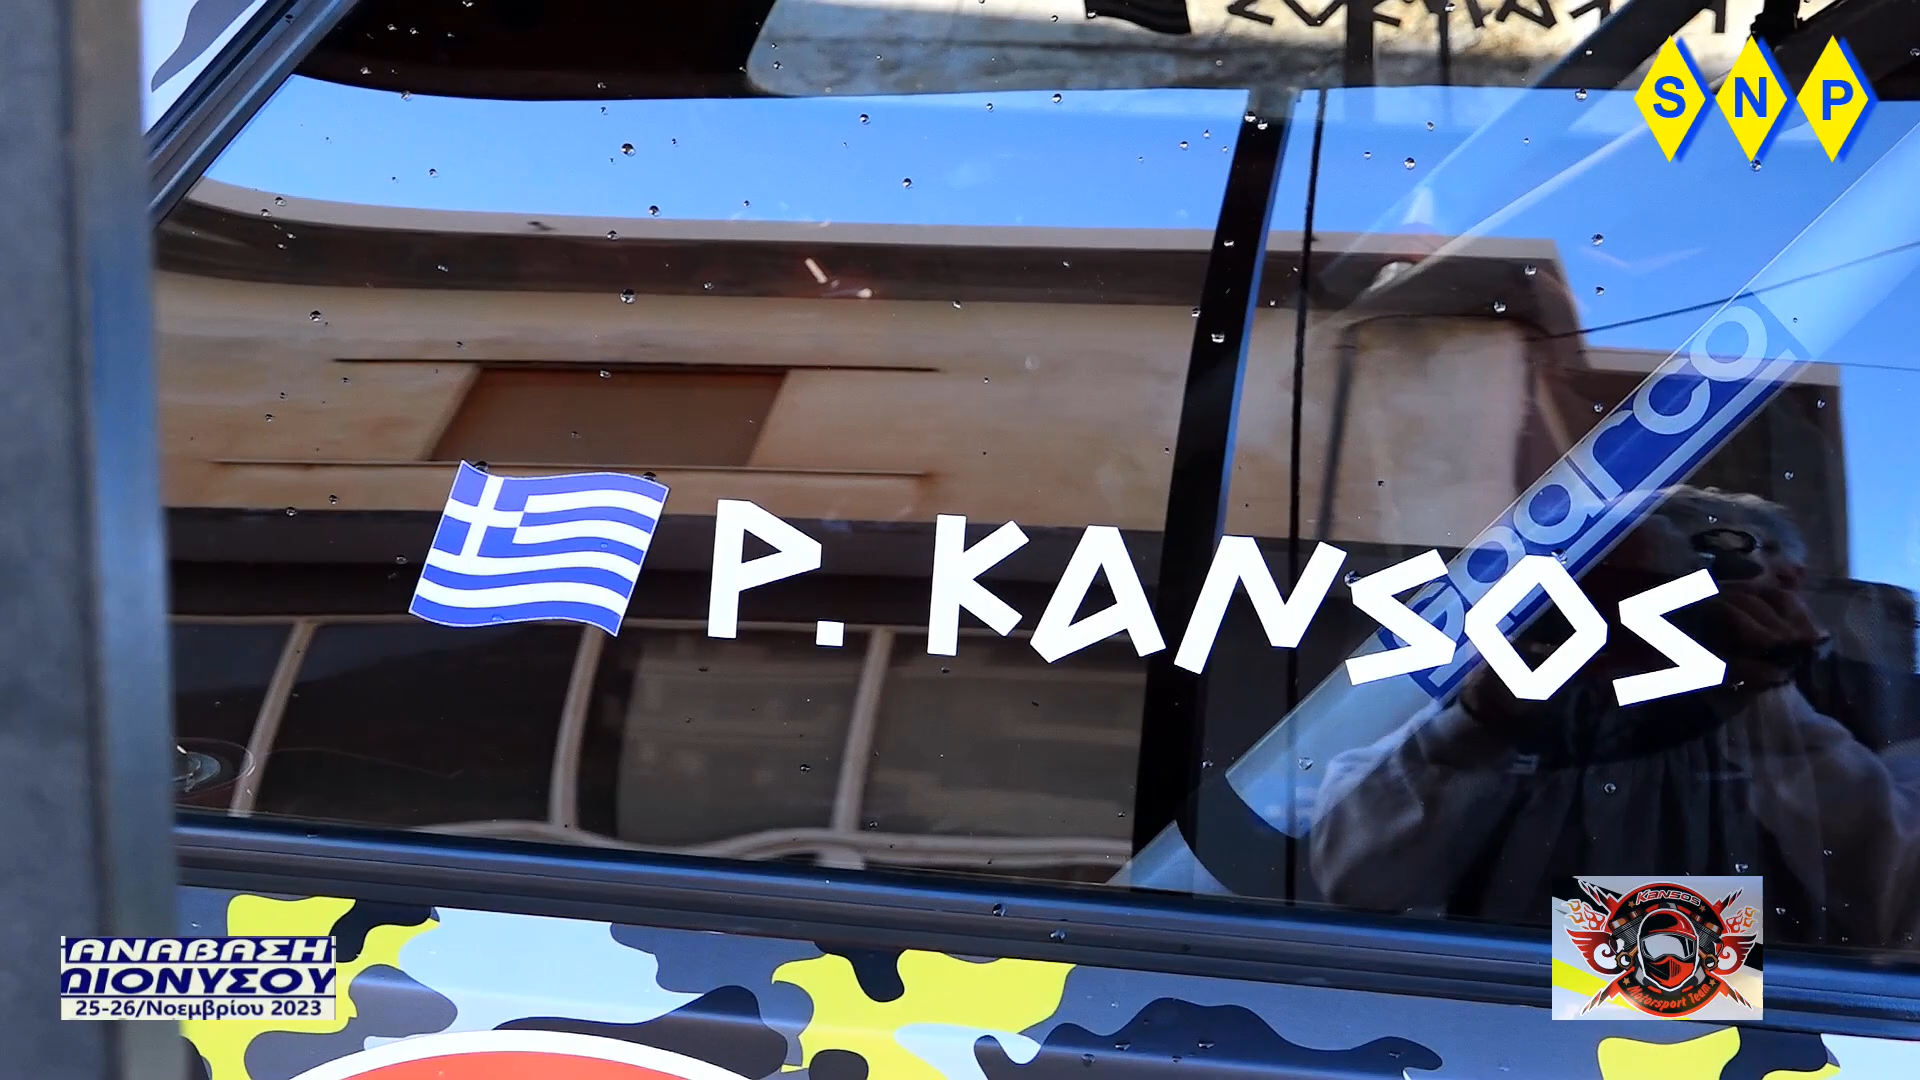 S N P
sparco
P. KANSOS
KANSOS
Motorsport Team
ΑΝΑΒΑΣΗ
ΔΙΟΝΥΣΟΥ
25-26/Νοεμβρίου 2023